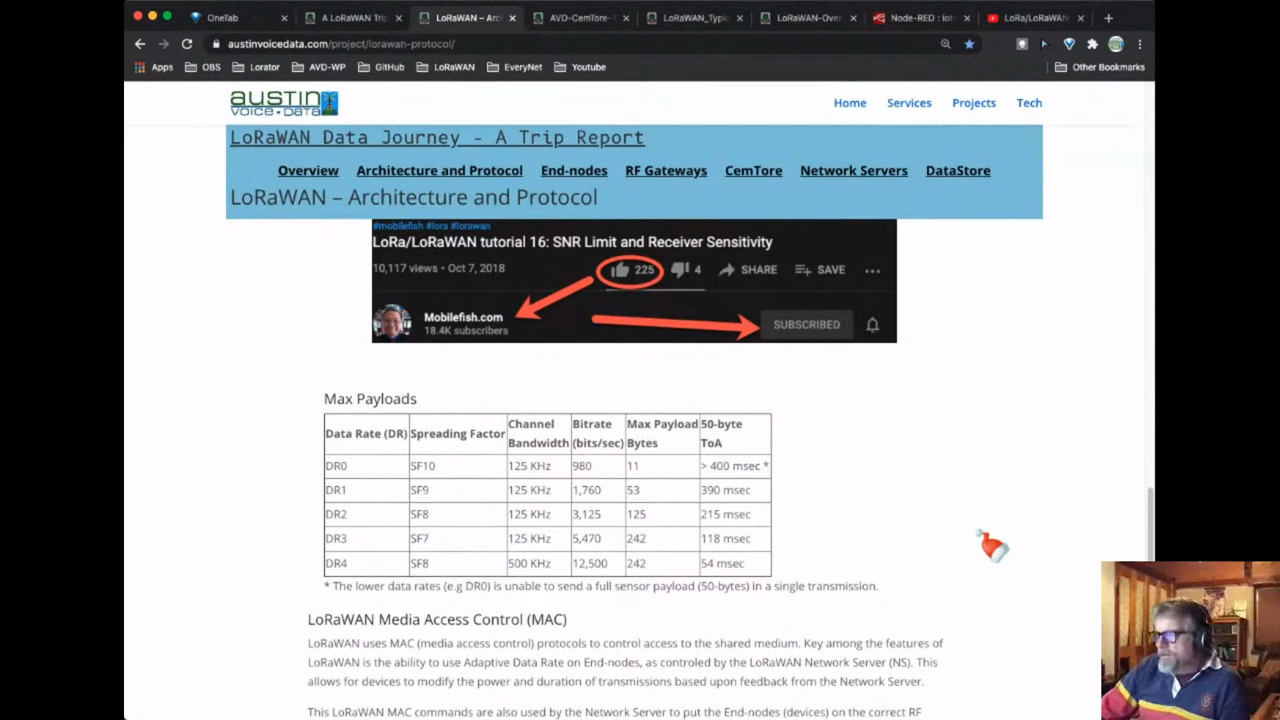 OneTab
A LoRaWAN Trip
LoRaWAN – Arc
AVD-CemTore-
LoRaWAN_Typic
LoRaWAN-Over
Node-RED : iot-
LoRa/LoRaWAN
austinvoicedata.com/project/lorawan-protocol/
Apps
OBS
Lorator
AVD-WP
GitHub
LoRaWAN
EveryNet
Youtube
Other Bookmarks
AUSTIN
VOICE • DATA
Home
Services
Projects
Tech
LoRaWAN Data Journey - A Trip Report
Overview Architecture and Protocol End-nodes RF Gateways CemTore Network Servers DataStore
LoRaWAN – Architecture and Protocol
#mobilefish #lora #lorawan
LoRa/LoRaWAN tutorial 16: SNR Limit and Receiver Sensitivity
10,117 views • Oct 7, 2018
225
4
SHARE
SAVE
Mobilefish.com
18.4K subscribers
SUBSCRIBED
Max Payloads
Data Rate (DR) Spreading Factor Channel Bandwidth Bitrate (bits/sec) Max Payload Bytes 50-byte ToA
DR0 SF10 125 KHz 980 11 > 400 msec *
DR1 SF9 125 KHz 1,760 53 390 msec
DR2 SF8 125 KHz 3,125 125 215 msec
DR3 SF7 125 KHz 5,470 242 118 msec
DR4 SF8 500 KHz 12,500 242 54 msec
* The lower data rates (e.g DR0) is unable to send a full sensor payload (50-bytes) in a single transmission.
LoRaWAN Media Access Control (MAC)
LoRaWAN uses MAC (media access control) protocols to control access to the shared medium. Key among the features of
LoRaWAN is the ability to use Adaptive Data Rate on End-nodes, as controled by the LoRaWAN Network Server (NS). This
allows for devices to modify the power and duration of transmissions based upon feedback from the Network Server.
This LoRaWAN MAC commands are also used by the Network Server to put the End-nodes (devices) on the correct RF